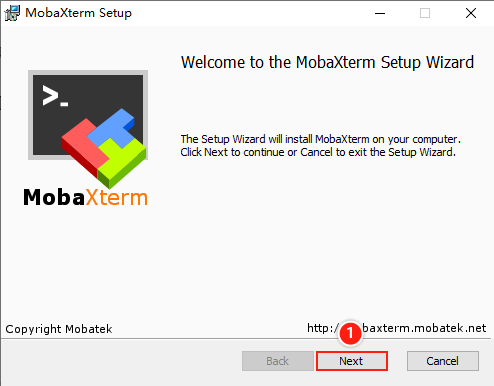 MobaXterm Setup
Welcome to the MobaXterm Setup Wizard
>_
The Setup Wizard will install MobaXterm on your computer.
Click Next to continue or Cancel to exit the Setup Wizard.
MobaXterm
1
Copyright Mobatek
http:/ baxterm.mobatek.net
Back
Next
Cancel